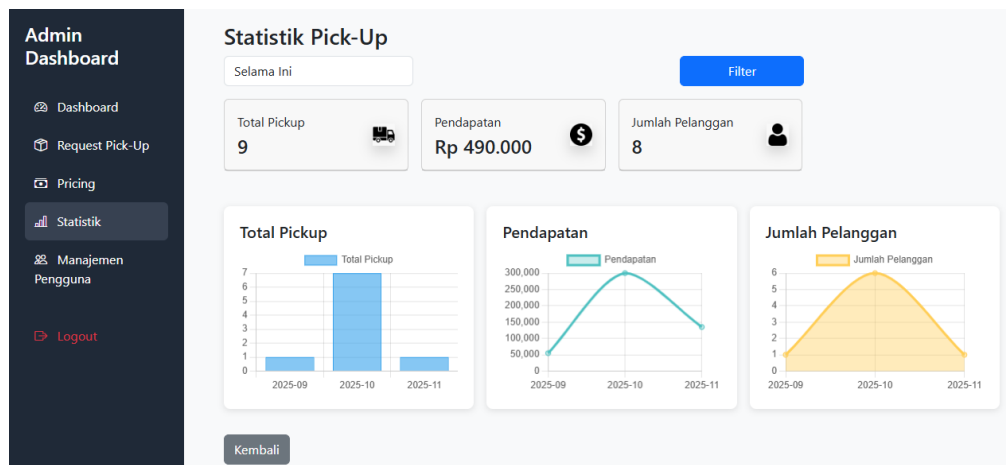 Admin
Dashboard
Dashboard
Request Pick-Up
Pricing
Statistik
Manajemen
Pengguna
Logout
Statistik Pick-Up
Selama Ini
Filter
Total Pickup
9
Pendapatan
Rp 490.000
Jumlah Pelanggan
8
Total Pickup
Total Pickup
7
6
5
4
3
2
1
0
2025-09 2025-10 2025-11
Pendapatan
Pendapatan
300,000
250,000
200,000
150,000
100,000
50,000
0
2025-09 2025-10 2025-11
Jumlah Pelanggan
Jumlah Pelanggan
6
5
4
3
2
1
0
2025-09 2025-10 2025-11
Kembali